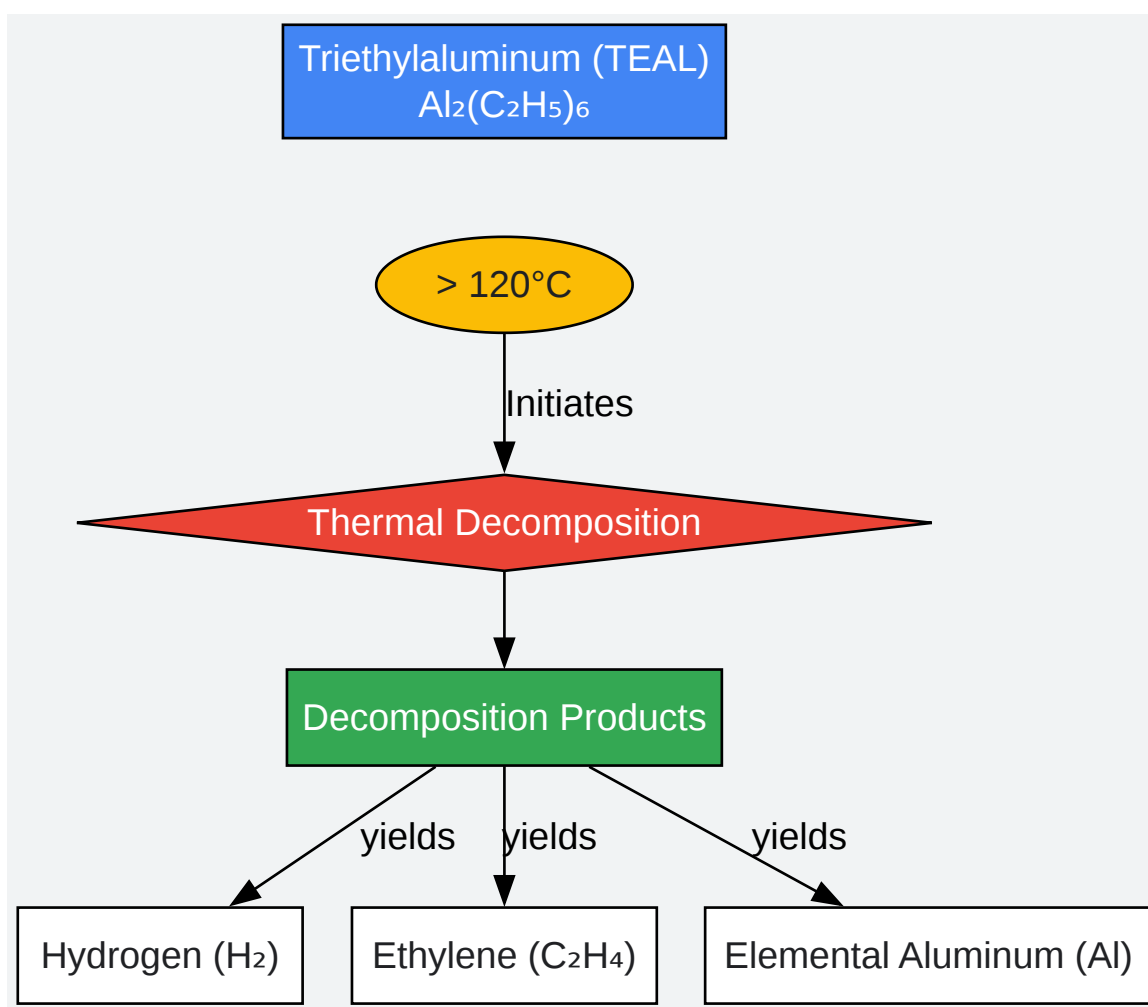 Triethylaluminum (TEAL)
Al₂(C₂H₅)₆
> 120°C
Initiates
Thermal Decomposition
Decomposition Products
yields
yields
yields
Hydrogen (H₂)
Ethylene (C₂H₄)
Elemental Aluminum (Al)